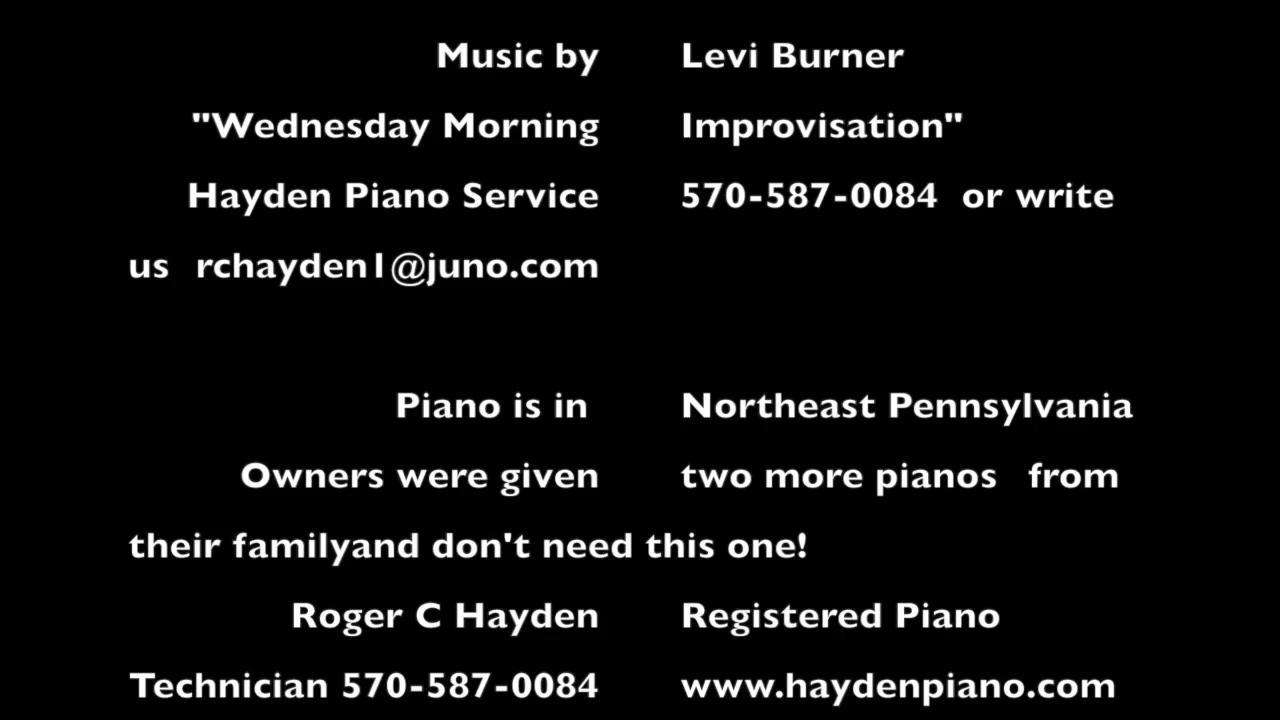 Music by Levi Burner
"Wednesday Morning Improvisation"
Hayden Piano Service 570-587-0084 or write
us rchayden1@juno.com
Piano is in Northeast Pennsylvania
Owners were given two more pianos from
their familyand don't need this one!
Roger C Hayden Registered Piano
Technician 570-587-0084 www.haydenpiano.com